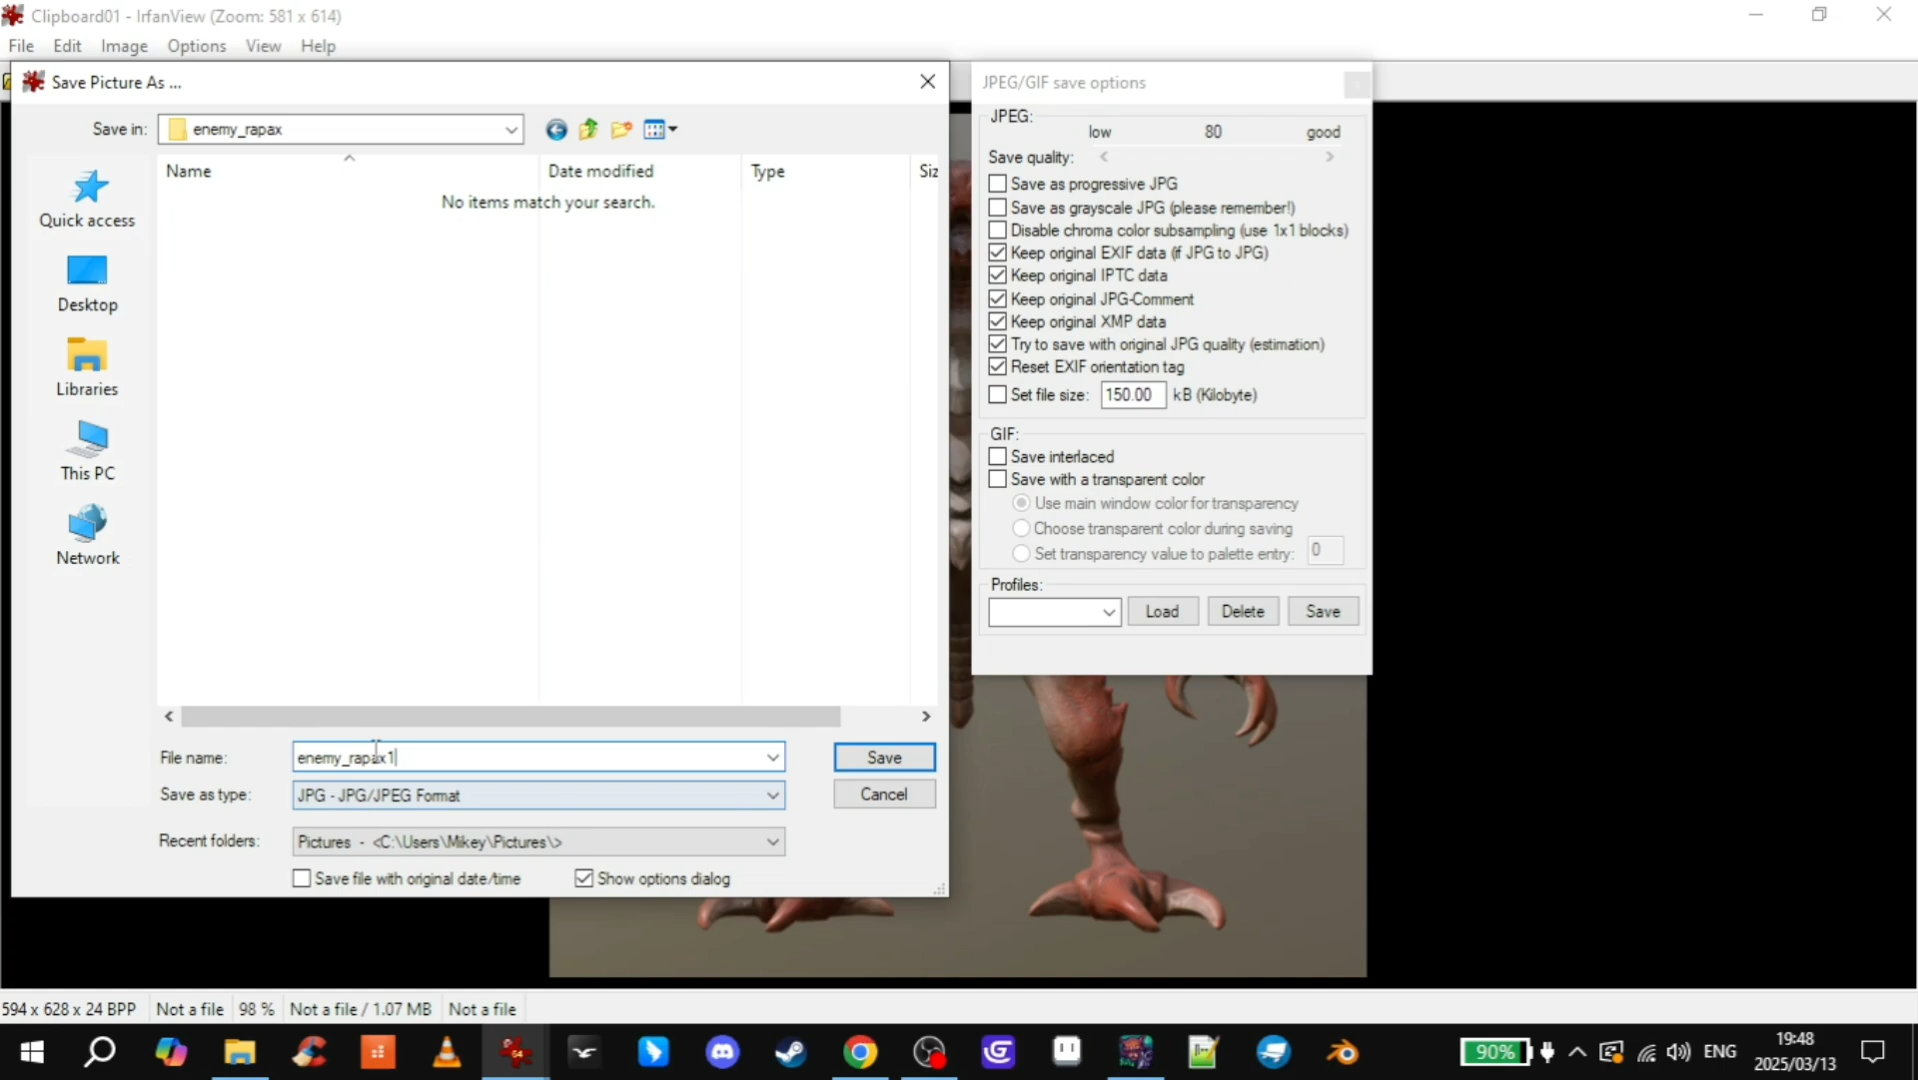 Clipboard01 - IrfanView (Zoom: 581 x 614)
File Edit Image Options View Help
Save Picture As ...
Save in: enemy_rapax
Name Date modified Type Siz
No items match your search.
Quick access
Desktop
Libraries
This PC
Network
File name: enemy_rapax1
Save
Save as type: JPG - JPG/JPEG Format
Cancel
Recent folders: Pictures - <C:\Users\Mikey\Pictures\>
Save file with original date/time Show options dialog
JPEG/GIF save options
JPEG:
low 80 good
Save quality:
Save as progressive JPG
Save as grayscale JPG (please remember!)
Disable chroma color subsampling (use 1x1 blocks)
Keep original EXIF data (if JPG to JPG)
Keep original IPTC data
Keep original JPG-Comment
Keep original XMP data
Try to save with original JPG quality (estimation)
Reset EXIF orientation tag
Set file size: 150.00 kB (Kilobyte)
GIF:
Save interlaced
Save with a transparent color
Use main window color for transparency
Choose transparent color during saving
Set transparency value to palette entry: 0
Profiles:
Load Delete Save
594 x 628 x 24 BPP Not a file 98 % Not a file / 1.07 MB Not a file
90% ENG 19:48
2025/03/13